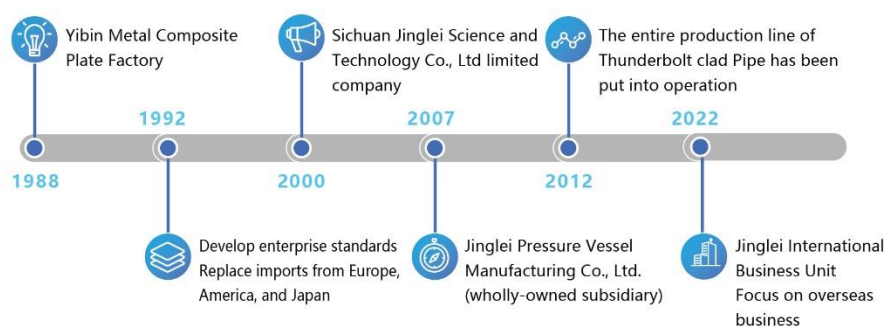 Yibin Metal Composite
Plate Factory
Sichuan Jinglei Science and
Technology Co., Ltd limited
company
The entire production line of
Thunderbolt clad Pipe has been
put into operation
1992
2007
2022
1988
2000
2012
Develop enterprise standards
Replace imports from Europe,
America, and Japan
Jinglei Pressure Vessel
Manufacturing Co., Ltd.
(wholly-owned subsidiary)
Jinglei International
Business Unit
Focus on overseas
business